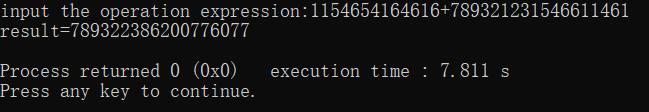 input the operation expression:1154654164616+789321231546611461
result=789322386200776077
Process returned 0 (0x0)   execution time : 7.811 s
Press any key to continue.